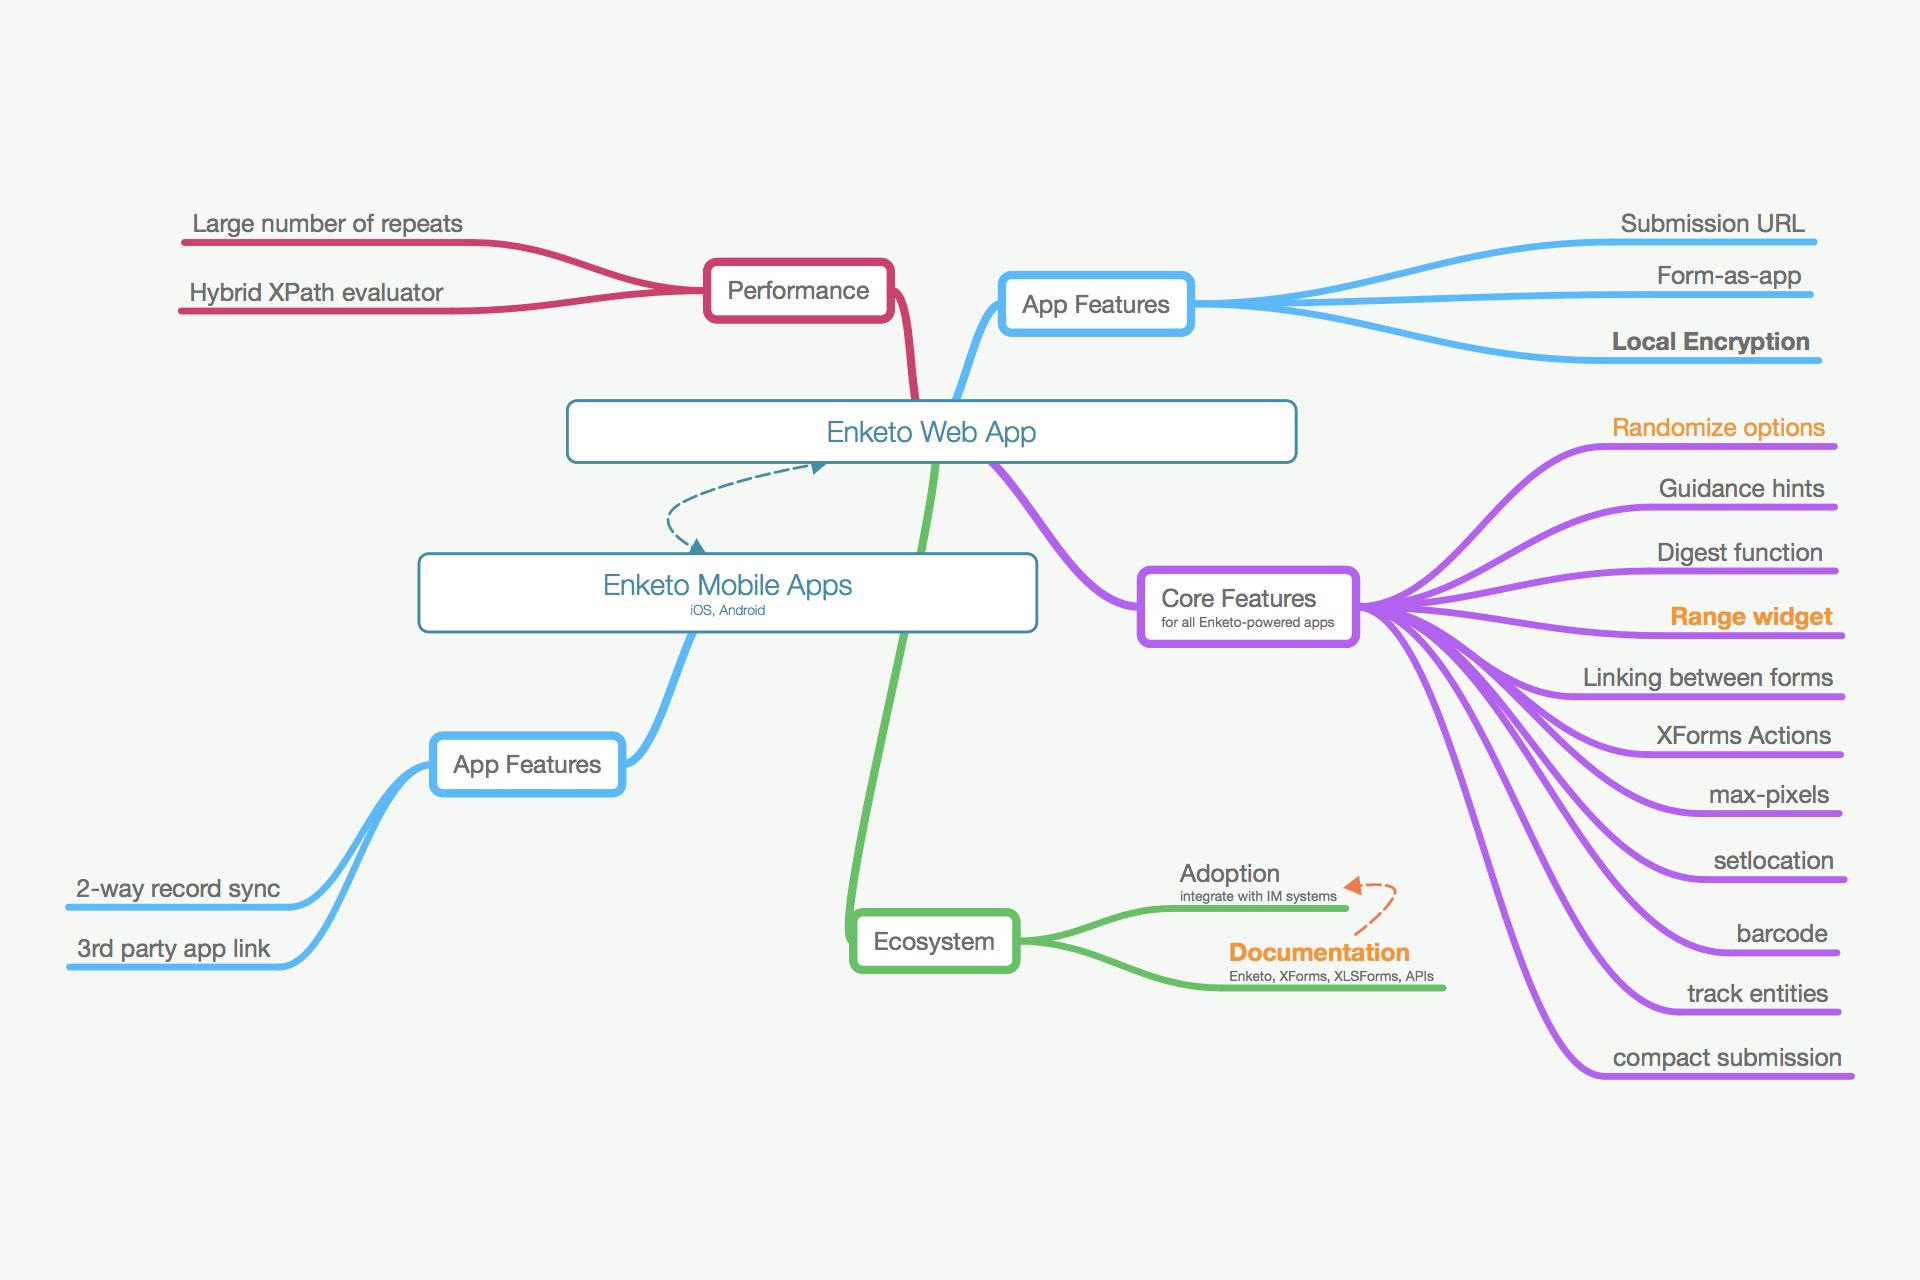 Large number of repeats
Hybrid XPath evaluator
Performance
App Features
Submission URL
Form-as-app
Local Encryption
Enketo Web App
Enketo Mobile Apps
iOS, Android
Core Features
for all Enketo-powered apps
Randomize options
Guidance hints
Digest function
Range widget
Linking between forms
XForms Actions
max-pixels
setlocation
barcode
track entities
compact submission
App Features
2-way record sync
3rd party app link
Ecosystem
Adoption
integrate with IM systems
Documentation
Enketo, XForms, XLSForms, APIs